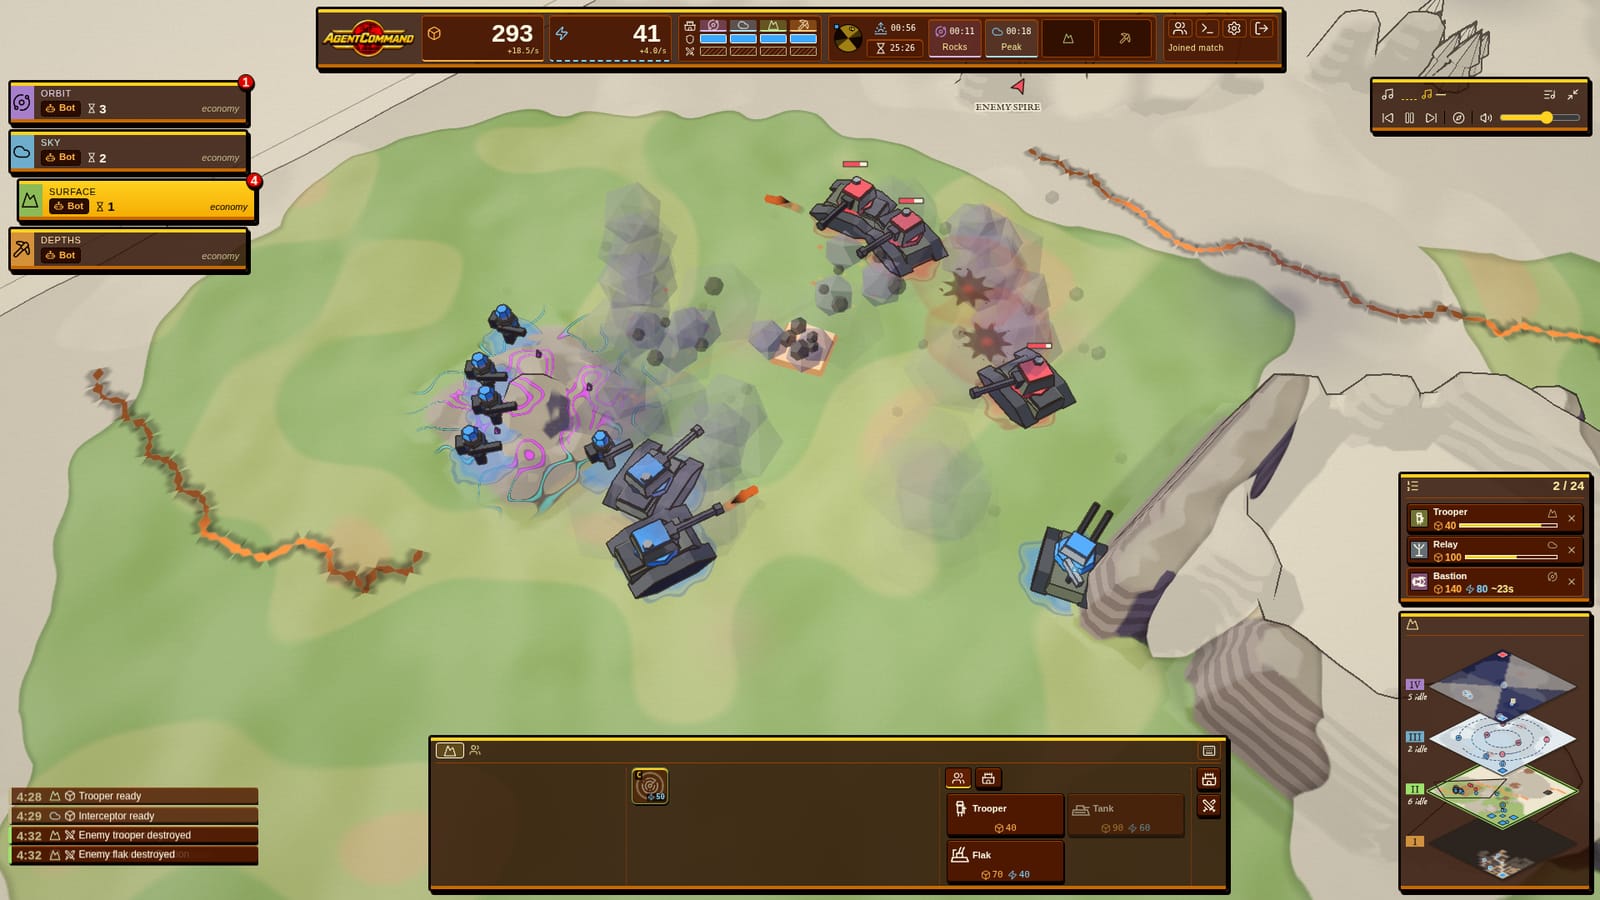 AGENTCOMMAND
293
+18.5/s
41
+4.0/s
00:56
25:26
00:11
Rocks
00:18
Peak
Joined match
ENEMY SPIRE
ORBIT
Bot
3
economy
1
SKY
Bot
2
economy
SURFACE
Bot
1
economy
4
DEPTHS
Bot
economy
2 / 24
Trooper
40
Relay
100
Bastion
140
80
~23s
IV
5 idle
III
2 idle
II
6 idle
I
4:28 Trooper ready
4:29 Interceptor ready
4:32 Enemy trooper destroyed
4:32 Enemy flak destroyed
C
50
Trooper
40
Tank
90
60
Flak
70
40